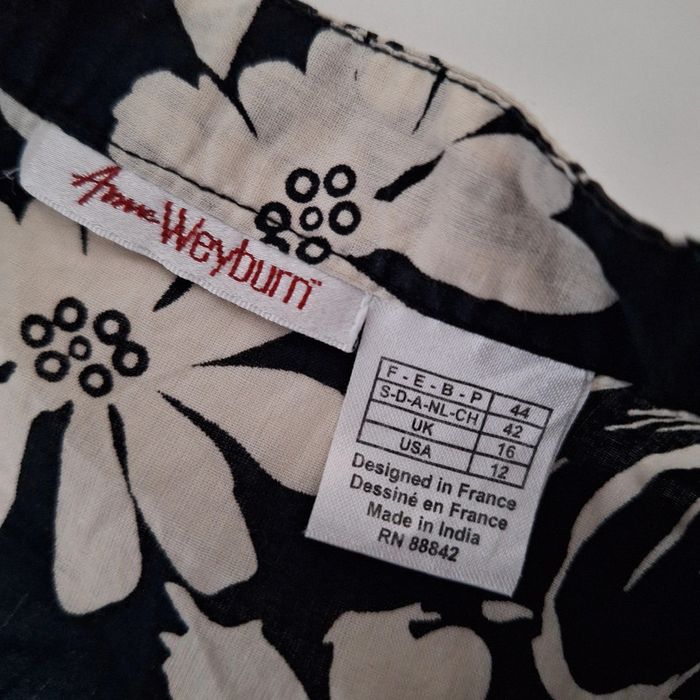 Anne Weyburn™
F - E - B - P 44
S-D-A-NL-CH 42
UK 16
USA 12
Designed in France
Dessiné en France
Made in India
RN 88842